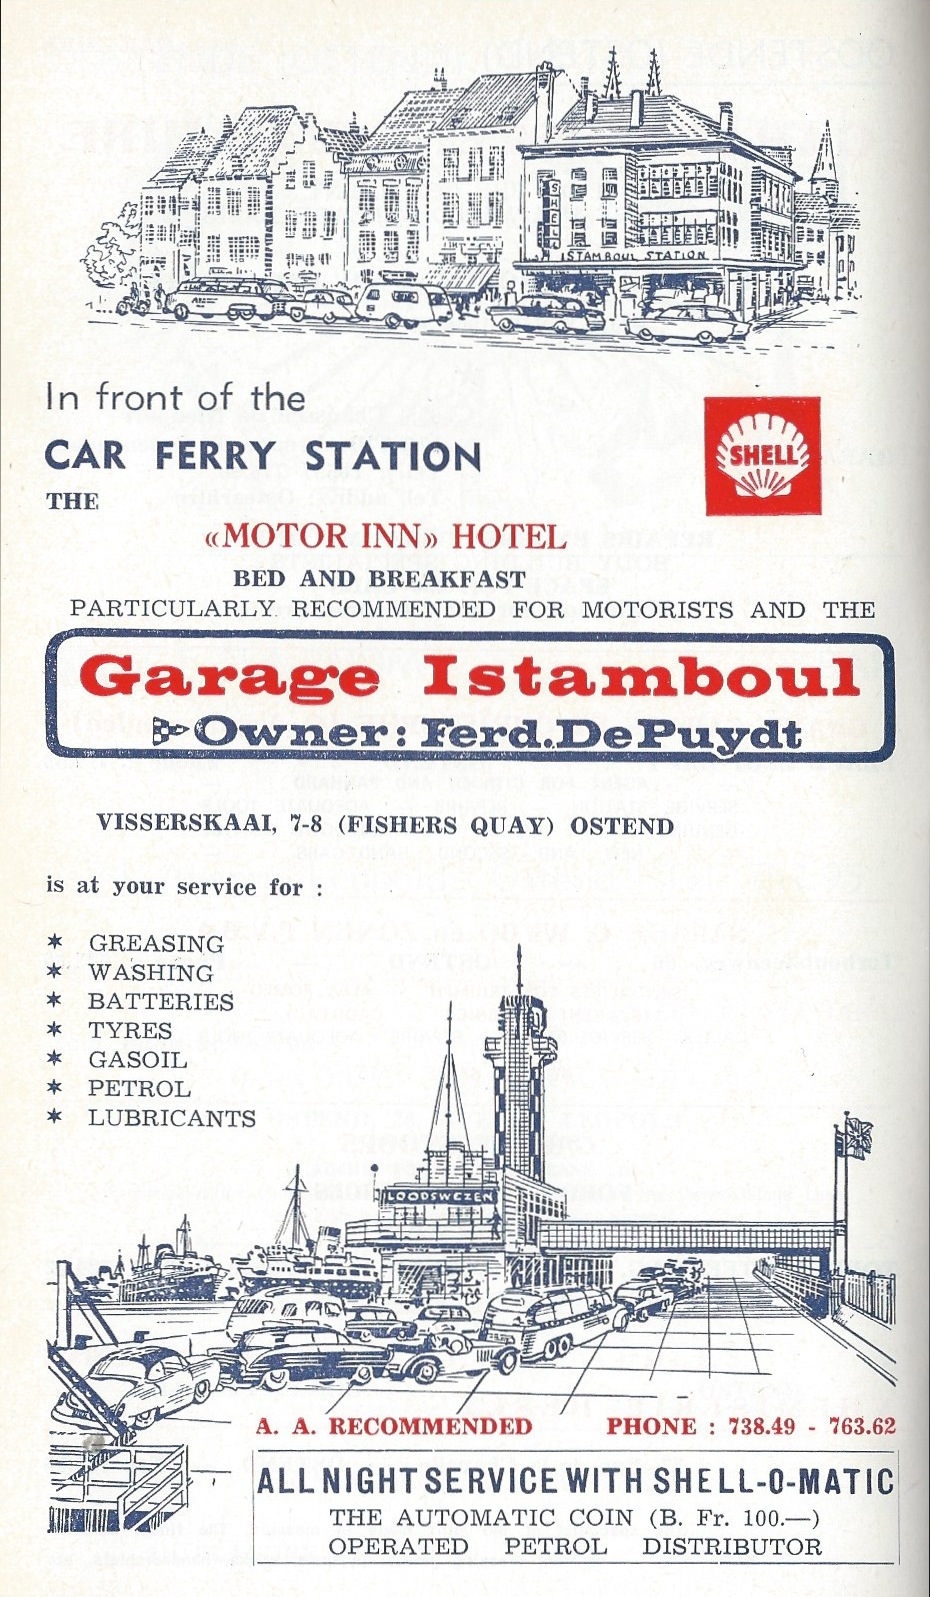 SHELL
ISTAMBOUL STATION
In front of the
CAR FERRY STATION
SHELL
THE
«MOTOR INN» HOTEL
BED AND BREAKFAST
PARTICULARLY RECOMMENDED FOR MOTORISTS AND THE
Garage Istamboul
Owner: Ferd. DePuydt
VISSERSKAAI, 7-8 (FISHERS QUAY) OSTEND
is at your service for :
✶ GREASING
✶ WASHING
✶ BATTERIES
✶ TYRES
✶ GASOIL
✶ PETROL
✶ LUBRICANTS
LOODSWEZEN
A. A. RECOMMENDED PHONE : 738.49 - 763.62
ALL NIGHT SERVICE WITH SHELL-O-MATIC
THE AUTOMATIC COIN (B. Fr. 100.—)
OPERATED PETROL DISTRIBUTOR